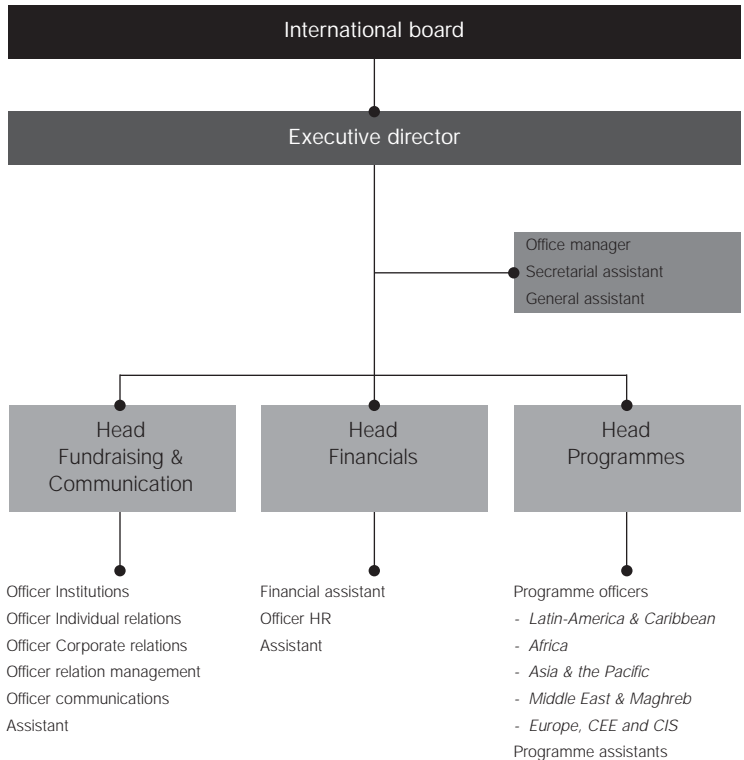 International board
Executive director
Office manager
Secretarial assistant
General assistant
Head
Fundraising &
Communication
Head
Financials
Head
Programmes
Officer Institutions
Officer Individual relations
Officer Corporate relations
Officer relation management
Officer communications
Assistant
Financial assistant
Officer HR
Assistant
Programme officers
- Latin-America & Caribbean
- Africa
- Asia & the Pacific
- Middle East & Maghreb
- Europe, CEE and CIS
Programme assistants